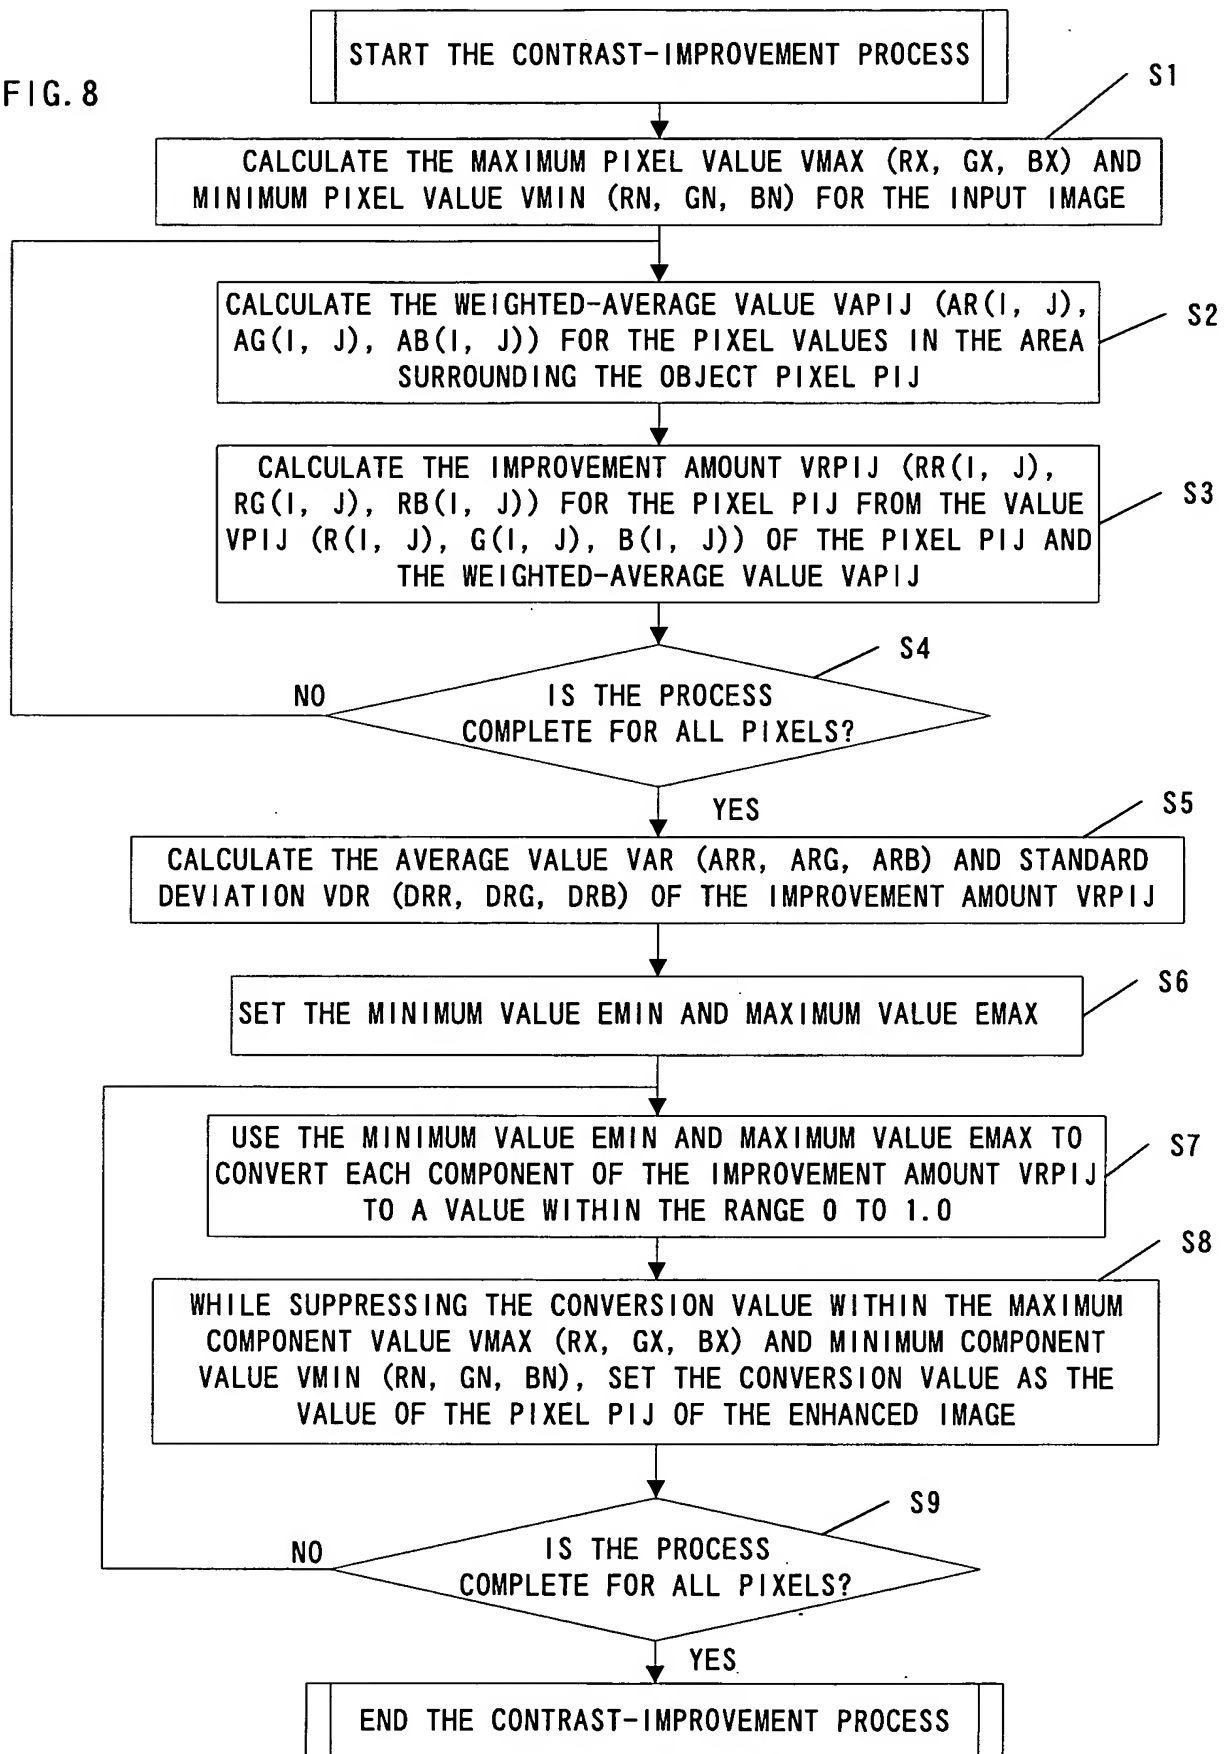 START THE CONTRAST-IMPROVEMENT PROCESS
FIG. 8
S1
CALCULATE THE MAXIMUM PIXEL VALUE VMAX (RX, GX, BX) AND
MINIMUM PIXEL VALUE VMIN (RN, GN, BN) FOR THE INPUT IMAGE
CALCULATE THE WEIGHTED-AVERAGE VALUE VAPIJ (AR(I, J),
AG(I, J), AB(I, J)) FOR THE PIXEL VALUES IN THE AREA
SURROUNDING THE OBJECT PIXEL PIJ
S2
CALCULATE THE IMPROVEMENT AMOUNT VRPIJ (RR(I, J),
RG(I, J), RB(I, J)) FOR THE PIXEL PIJ FROM THE VALUE
VPIJ (R(I, J), G(I, J), B(I, J)) OF THE PIXEL PIJ AND
THE WEIGHTED-AVERAGE VALUE VAPIJ
S3
S4
NO
IS THE PROCESS
COMPLETE FOR ALL PIXELS?
YES
S5
CALCULATE THE AVERAGE VALUE VAR (ARR, ARG, ARB) AND STANDARD
DEVIATION VDR (DRR, DRG, DRB) OF THE IMPROVEMENT AMOUNT VRPIJ
S6
SET THE MINIMUM VALUE EMIN AND MAXIMUM VALUE EMAX
USE THE MINIMUM VALUE EMIN AND MAXIMUM VALUE EMAX TO
CONVERT EACH COMPONENT OF THE IMPROVEMENT AMOUNT VRPIJ
TO A VALUE WITHIN THE RANGE 0 TO 1.0
S7
S8
WHILE SUPPRESSING THE CONVERSION VALUE WITHIN THE MAXIMUM
COMPONENT VALUE VMAX (RX, GX, BX) AND MINIMUM COMPONENT
VALUE VMIN (RN, GN, BN), SET THE CONVERSION VALUE AS THE
VALUE OF THE PIXEL PIJ OF THE ENHANCED IMAGE
S9
NO
IS THE PROCESS
COMPLETE FOR ALL PIXELS?
YES
END THE CONTRAST-IMPROVEMENT PROCESS